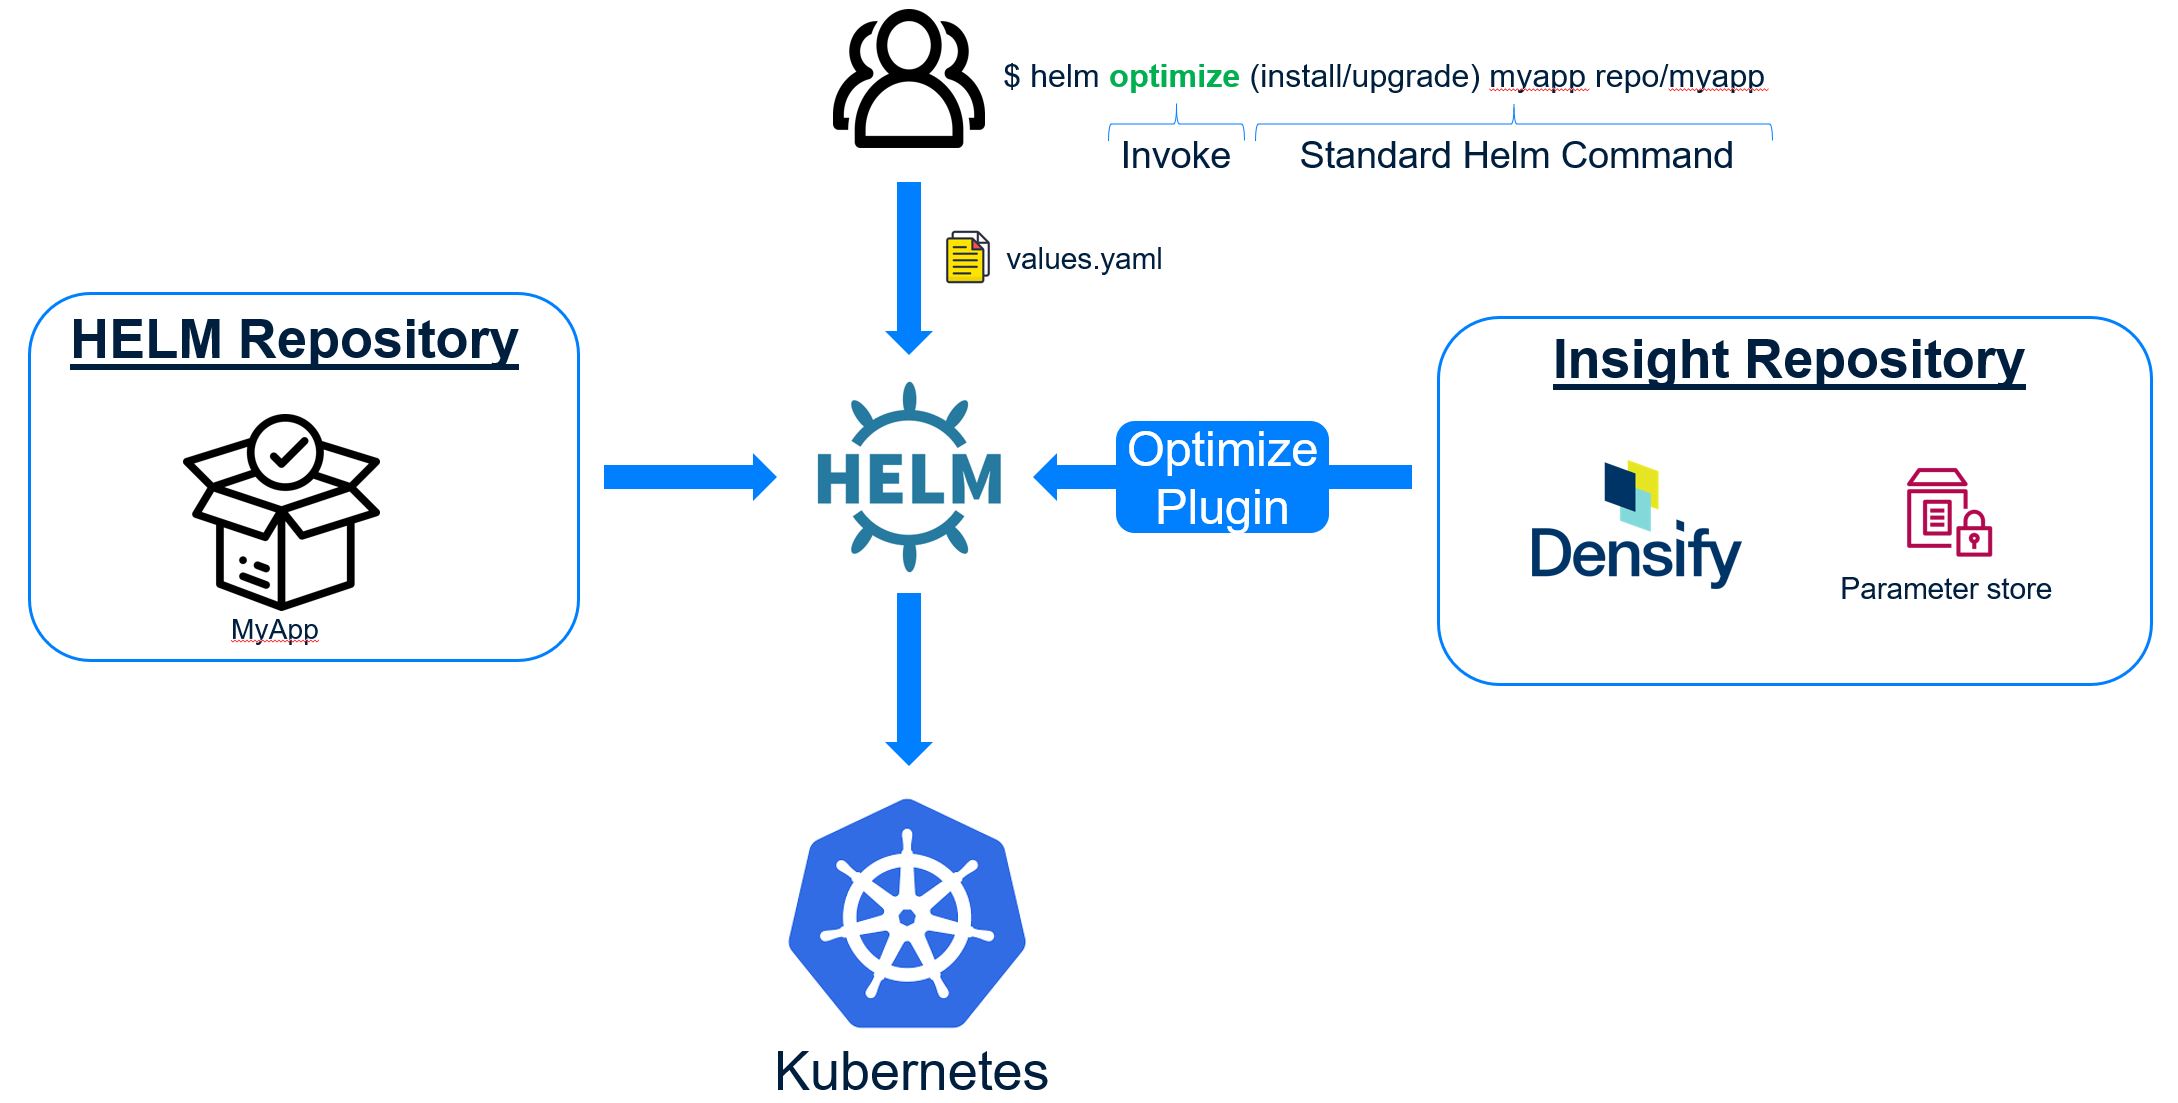 $ helm optimize (install/upgrade) myapp repo/myapp
Invoke
Standard Helm Command
values.yaml
HELM Repository
MyApp
HELM
Optimize
Plugin
Insight Repository
Densify
Parameter store
Kubernetes